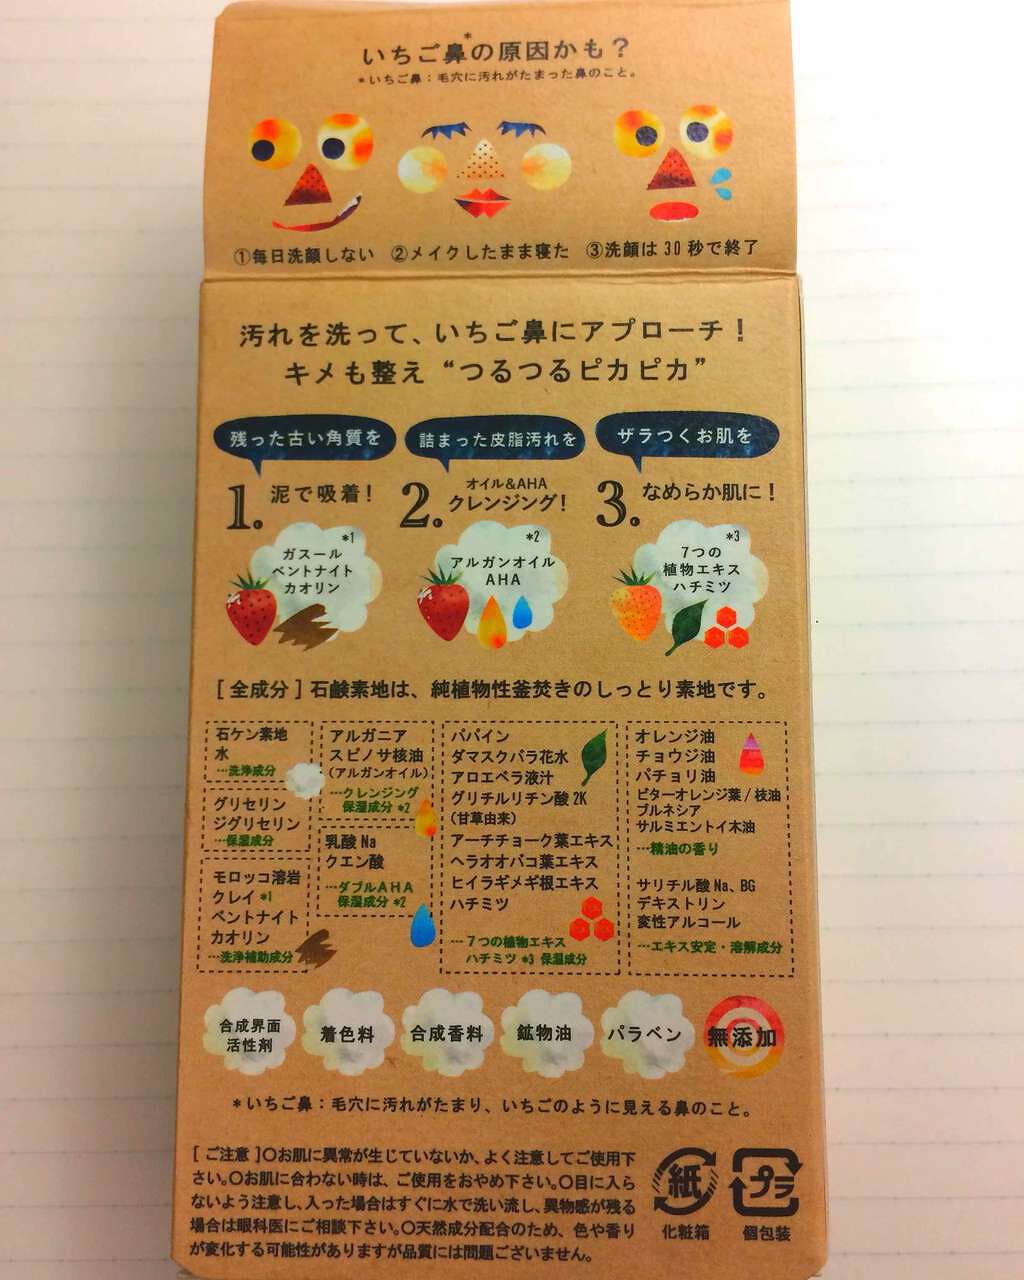 いちご鼻*の原因かも？
*いちご鼻：毛穴に汚れがたまった鼻のこと。
①毎日洗顔しない ②メイクしたまま寝た ③洗顔は30秒で終了
汚れを洗って、いちご鼻にアプローチ！
キメも整え“つるつるピカピカ”
残った古い角質を
1.泥で吸着！
*1
ガスール
ベントナイト
カオリン
詰まった皮脂汚れを
2.オイル&AHA
クレンジング！
*2
アルガンオイル
AHA
ザラつくお肌を
3.なめらか肌に！
*3
7つの
植物エキス
ハチミツ
［全成分］石鹸素地は、純植物性釜焚きのしっとり素地です。
石ケン素地
水
…洗浄成分
グリセリン
ジグリセリン
…保湿成分
モロッコ溶岩
クレイ*1
ベントナイト
カオリン
…洗浄補助成分
アルガニア
スピノサ核油
（アルガンオイル）
…クレンジング
保湿成分 *2
乳酸Na
クエン酸
…ダブルAHA
保湿成分 *2
パパイン
ダマスクバラ花水
アロエベラ液汁
グリチルリチン酸2K
（甘草由来）
アーチチョーク葉エキス
ヘラオオバコ葉エキス
ヒイラギメギ根エキス
ハチミツ
…7つの植物エキス
ハチミツ *3 保湿成分
オレンジ油
チョウジ油
パチョリ油
ビターオレンジ葉/枝油
ブルネシア
サルミエントイ木油
…精油の香り
サリチル酸Na、BG
デキストリン
変性アルコール
…エキス安定・溶解成分
合成界面
活性剤
着色料
合成香料
鉱物油
パラベン
無添加
*いちご鼻：毛穴に汚れがたまり、いちごのように見える鼻のこと。
［ご注意］〇お肌に異常が生じていないか、よく注意してご使用下
さい。〇お肌に合わない時は、ご使用をおやめ下さい。〇目に入ら
ないよう注意し、入った場合はすぐに水で洗い流し、異物感が残る
場合は眼科医にご相談下さい。〇天然成分配合のため、色や香り
が変化する可能性がありますが品質には問題ございません。
紙
化粧箱
プラ
個包装